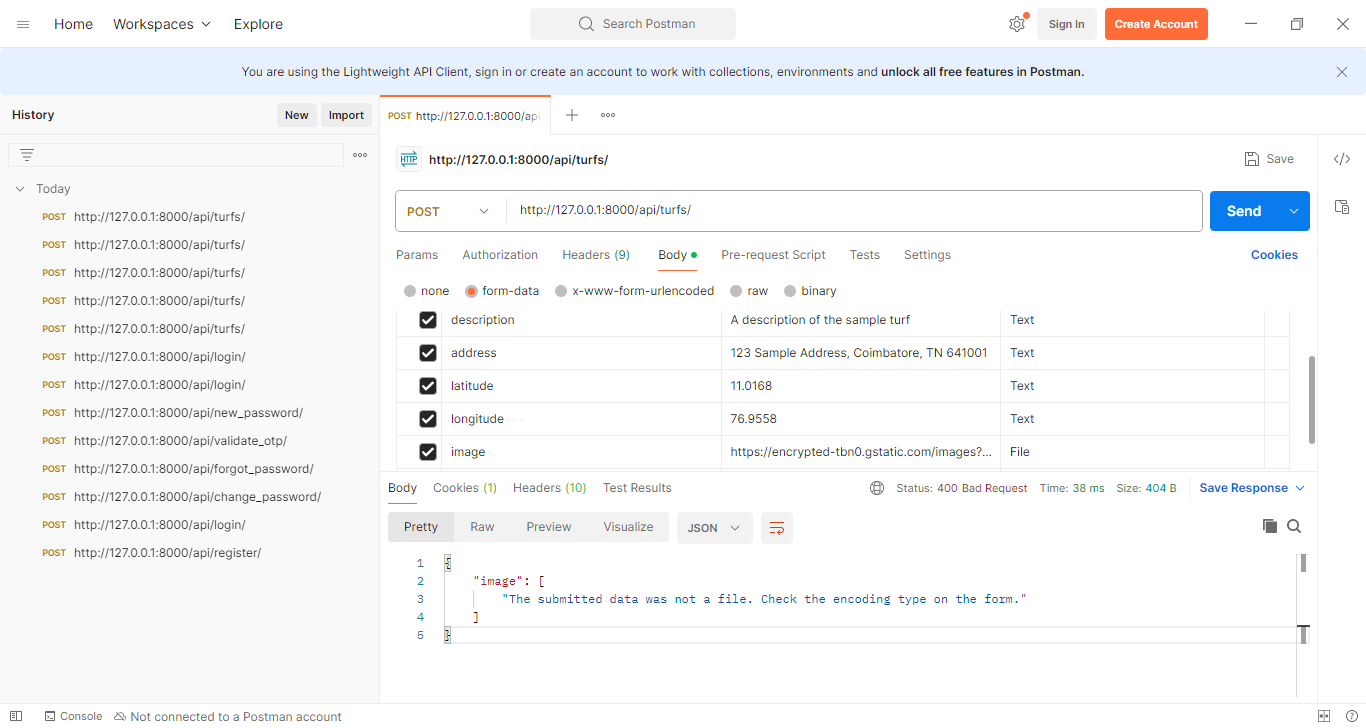 Home Workspaces Explore Search Postman Sign In Create Account
You are using the Lightweight API Client, sign in or create an account to work with collections, environments and unlock all free features in Postman.
History New Import
POST http://127.0.0.1:8000/api
Today
POST http://127.0.0.1:8000/api/turfs/
POST http://127.0.0.1:8000/api/turfs/
POST http://127.0.0.1:8000/api/turfs/
POST http://127.0.0.1:8000/api/turfs/
POST http://127.0.0.1:8000/api/turfs/
POST http://127.0.0.1:8000/api/login/
POST http://127.0.0.1:8000/api/login/
POST http://127.0.0.1:8000/api/new_password/
POST http://127.0.0.1:8000/api/validate_otp/
POST http://127.0.0.1:8000/api/forgot_password/
POST http://127.0.0.1:8000/api/change_password/
POST http://127.0.0.1:8000/api/login/
POST http://127.0.0.1:8000/api/register/
HTTP http://127.0.0.1:8000/api/turfs/ Save
POST http://127.0.0.1:8000/api/turfs/ Send
Params Authorization Headers (9) Body Pre-request Script Tests Settings Cookies
none form-data x-www-form-urlencoded raw binary
description A description of the sample turf Text
address 123 Sample Address, Coimbatore, TN 641001 Text
latitude 11.0168 Text
longitude 76.9558 Text
image https://encrypted-tbn0.gstatic.com/images?... File
Body Cookies (1) Headers (10) Test Results Status: 400 Bad Request Time: 38 ms Size: 404 B Save Response
Pretty Raw Preview Visualize JSON
1 {
2 "image": [
3 "The submitted data was not a file. Check the encoding type on the form."
4 ]
5 }
Console Not connected to a Postman account